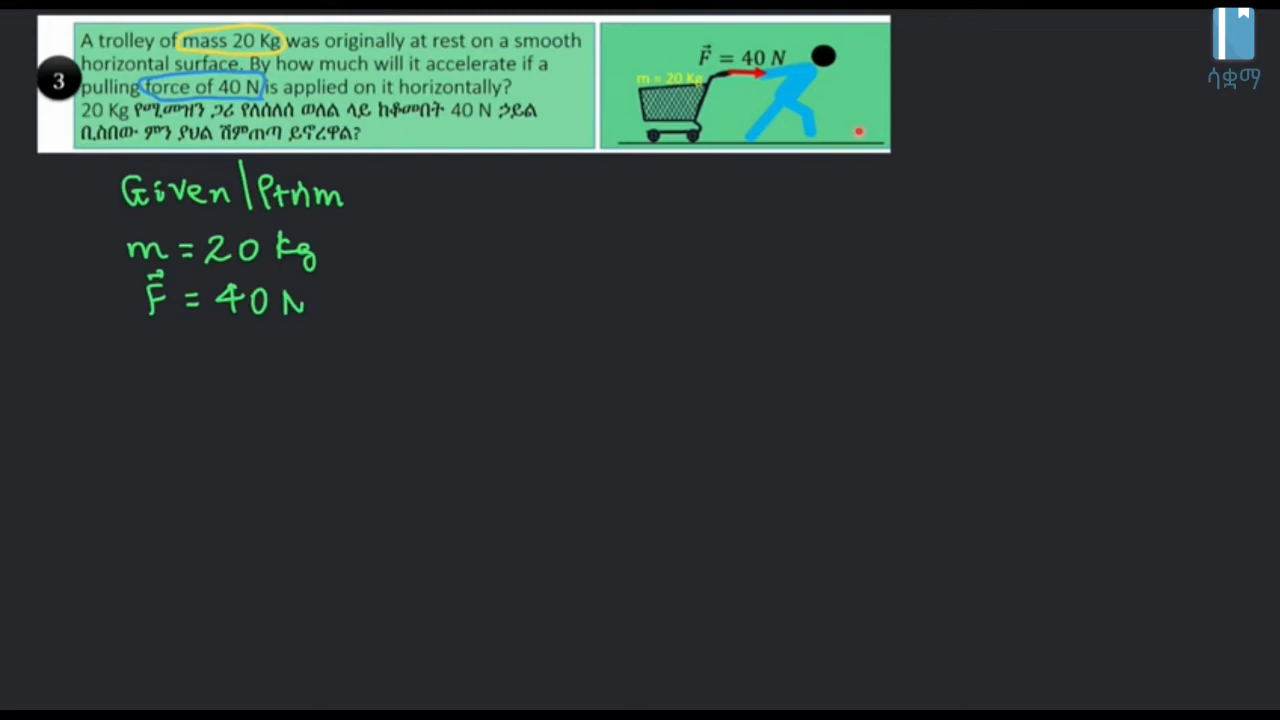 3
A trolley of mass 20 Kg was originally at rest on a smooth
horizontal surface. By how much will it accelerate if a
pulling force of 40 N is applied on it horizontally?
20 Kg የሚመዝን ጋሪ የለሰለሰ ወለል ላይ ከቆመበት 40 N ኃይል
ቢስበው ምን ያህል ሽምጠጣ ይኖረዋል?
F⃗ = 40 N
m = 20 Kg
ሰቋማ
Given | የተሰጠ
m = 20 kg
F⃗ = 40 N